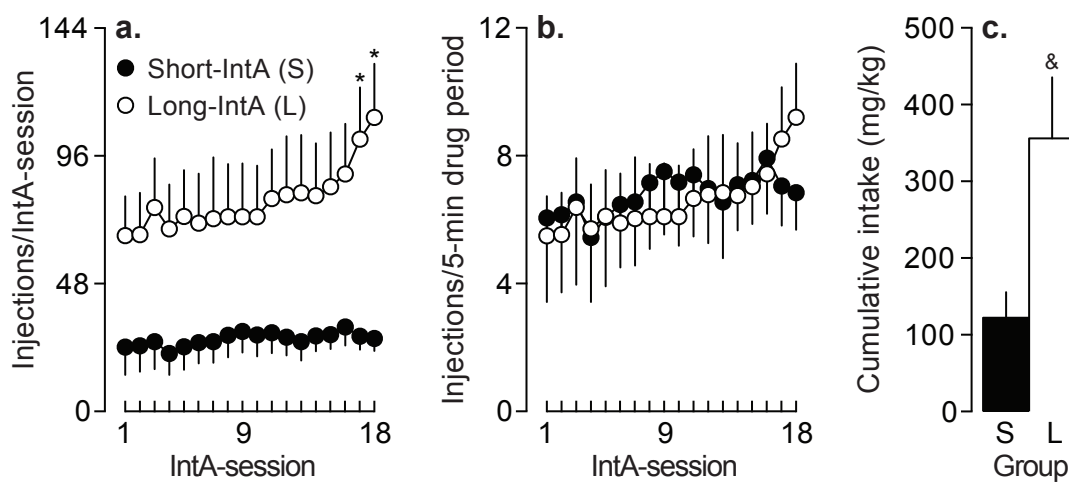 a.
Injections/IntA-session
144
96
48
0
Short-IntA (S)
Long-IntA (L)
*
*
1
9
18
IntA-session
b.
Injections/5-min drug period
12
8
4
0
1
9
18
IntA-session
c.
Cumulative intake (mg/kg)
500
400
300
200
100
0
&
S
L
Group